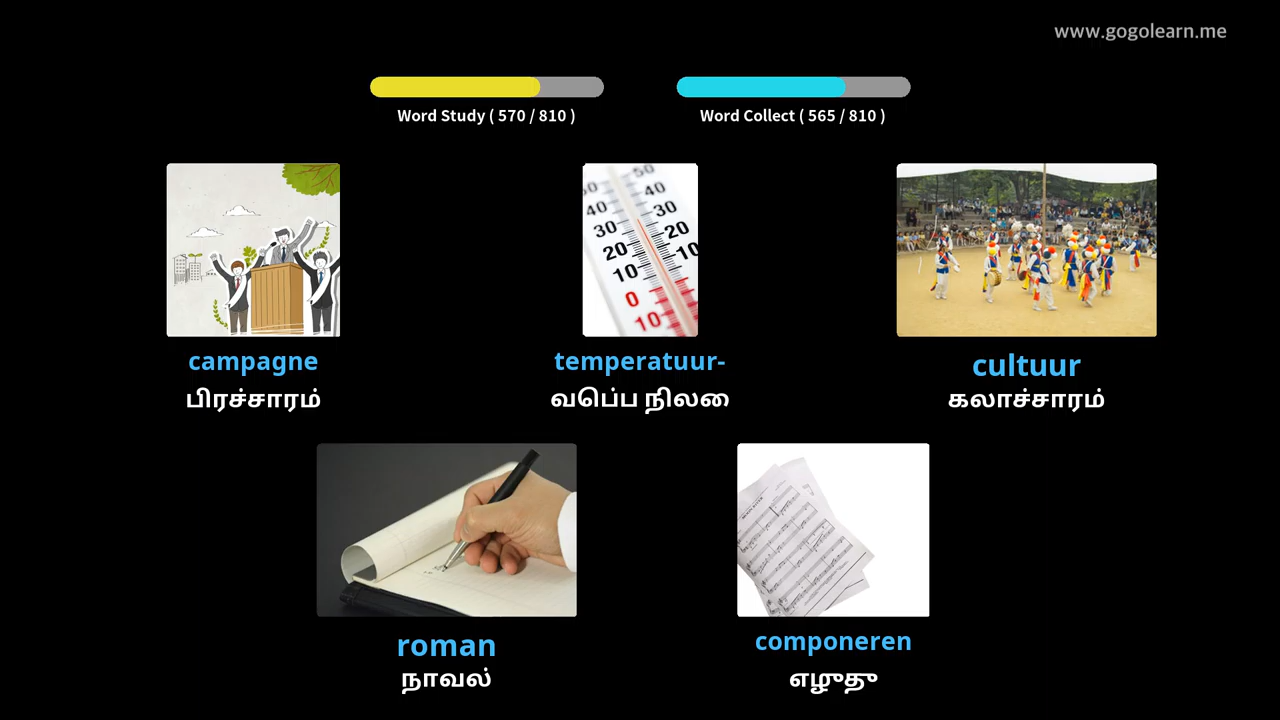 www.gogolearn.me
Word Study ( 570 / 810 )
Word Collect ( 565 / 810 )
campagne
பிரச்சாரம்
temperatuur-
வெப்ப நிலை
cultuur
கலாச்சாரம்
roman
நாவல்
componeren
எழுது